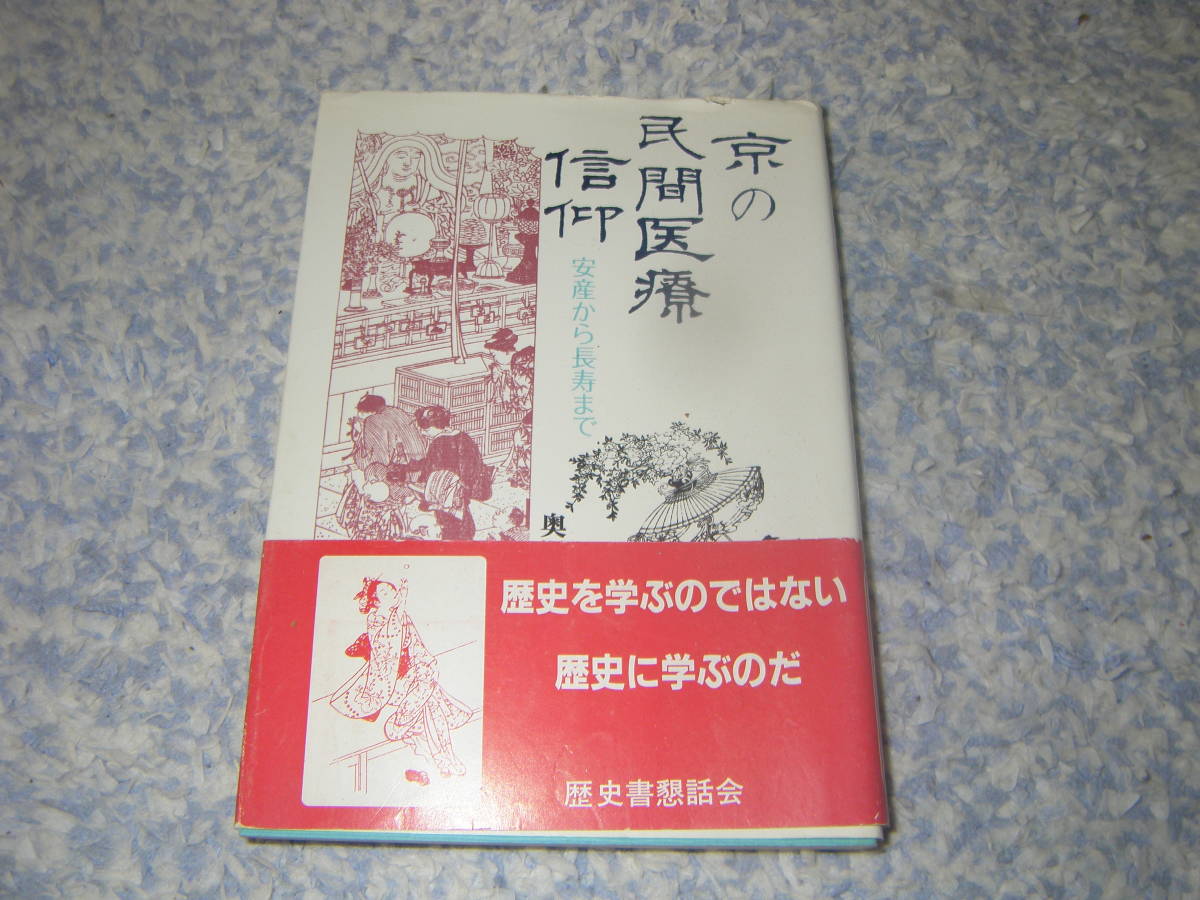 京の
民間医療
信仰
安産から長寿まで
奥
歴史を学ぶのではない
歴史に学ぶのだ
歴史書懇話会